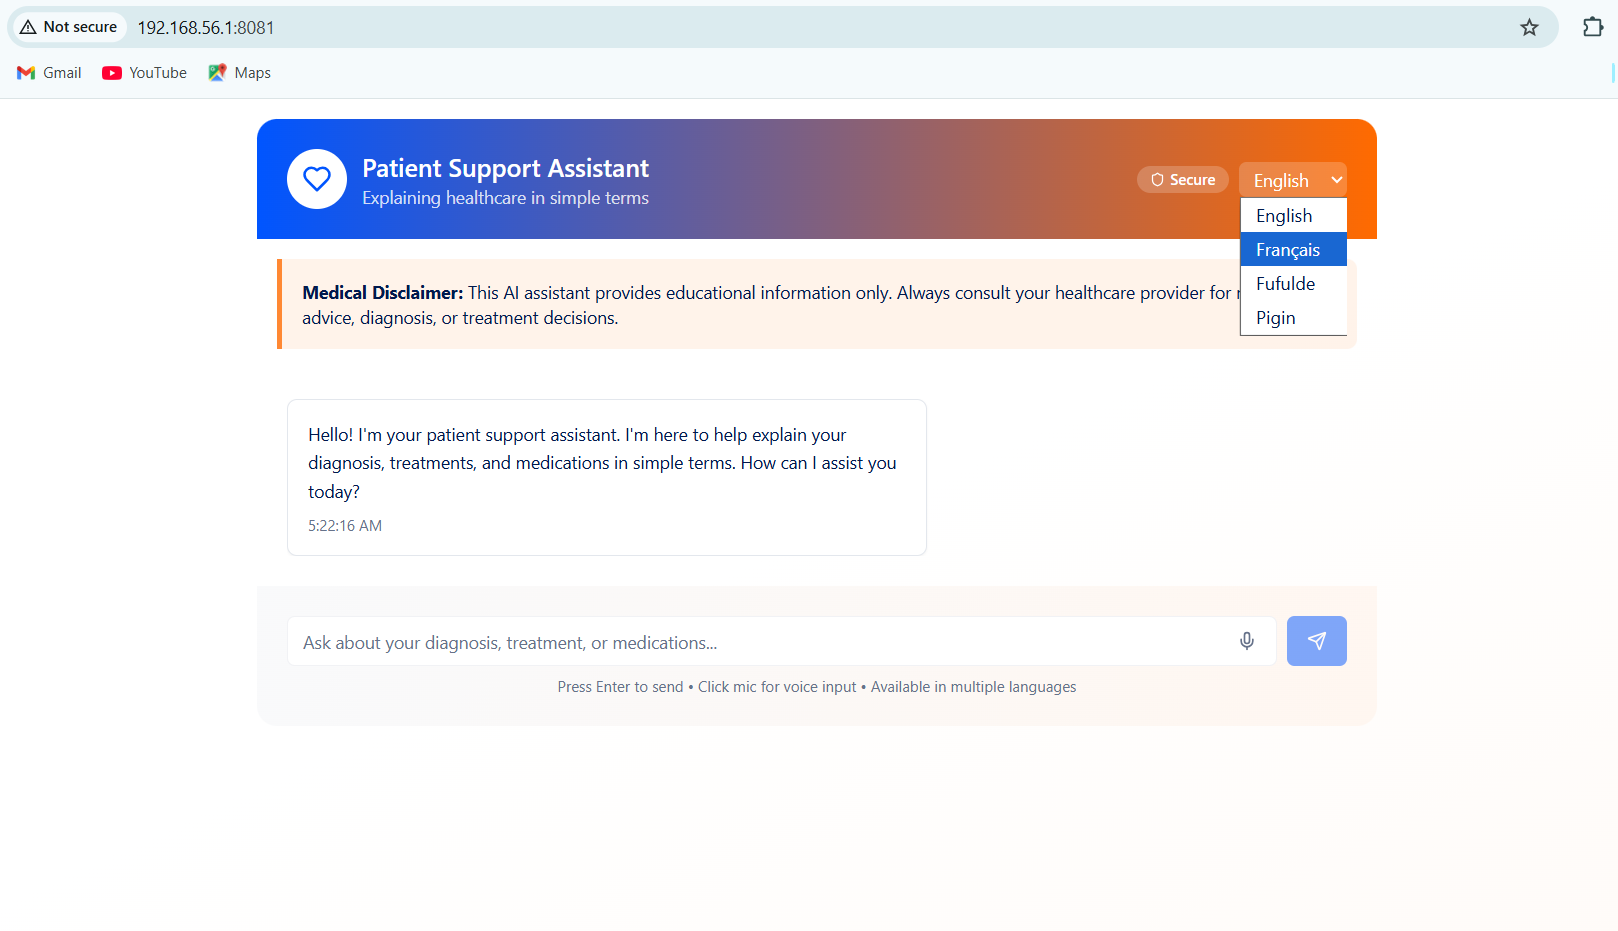 Not secure 192.168.56.1:8081
Gmail YouTube Maps
Patient Support Assistant
Explaining healthcare in simple terms
Secure
English
English
Français
Fufulde
Pigin
Medical Disclaimer: This AI assistant provides educational information only. Always consult your healthcare provider for
advice, diagnosis, or treatment decisions.
Hello! I'm your patient support assistant. I'm here to help explain your
diagnosis, treatments, and medications in simple terms. How can I assist you
today?
5:22:16 AM
Ask about your diagnosis, treatment, or medications...
Press Enter to send • Click mic for voice input • Available in multiple languages